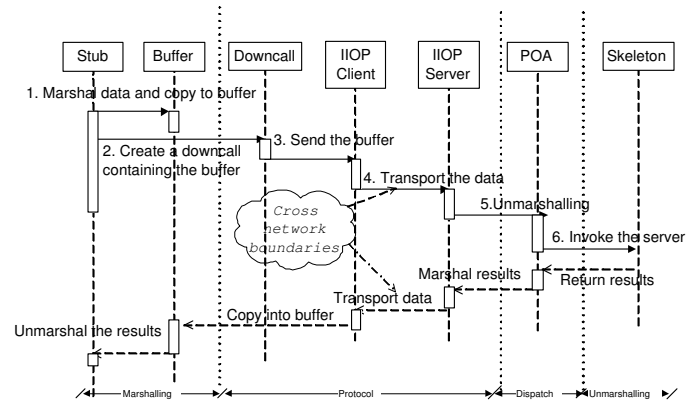 Stub
Buffer
Downcall
IIOP
Client
IIOP
Server
POA
Skeleton
1. Marshal data and copy to buffer
2. Create a downcall
containing the buffer
3. Send the buffer
4. Transport the data
5.Unmarshalling
6. Invoke the server
Cross
network
boundaries
Return results
Marshal results
Transport data
Copy into buffer
Unmarshal the results
Marshalling
Protocol
Dispatch
Unmarshalling